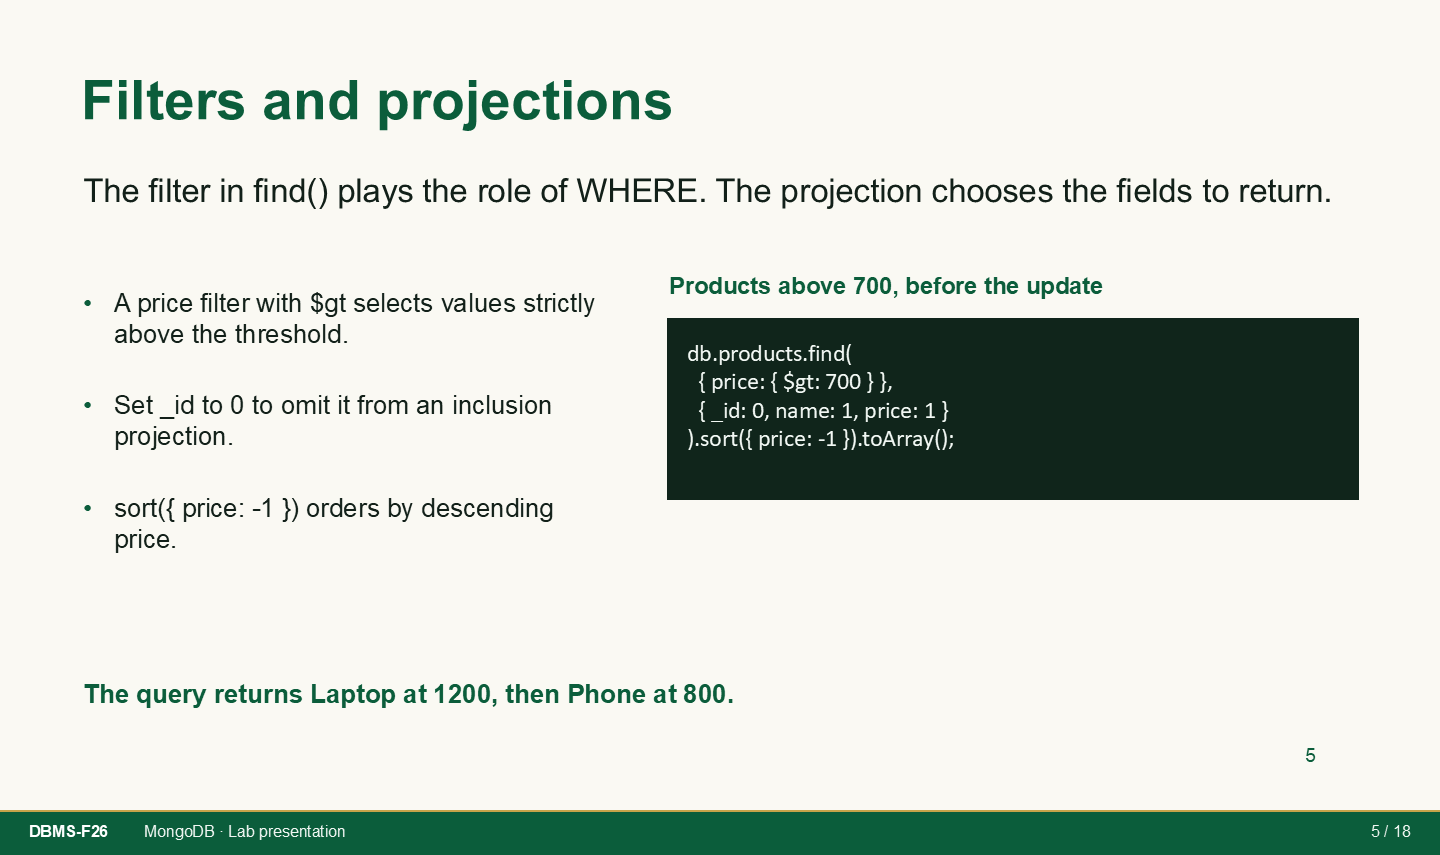 Filters and projections
The filter in find() plays the role of WHERE. The projection chooses the fields to return.
• A price filter with $gt selects values strictly
above the threshold.
• Set _id to 0 to omit it from an inclusion
projection.
• sort({ price: -1 }) orders by descending
price.
Products above 700, before the update
db.products.find(
  { price: { $gt: 700 } },
  { _id: 0, name: 1, price: 1 }
).sort({ price: -1 }).toArray();
The query returns Laptop at 1200, then Phone at 800.
5
DBMS-F26 MongoDB · Lab presentation 5 / 18